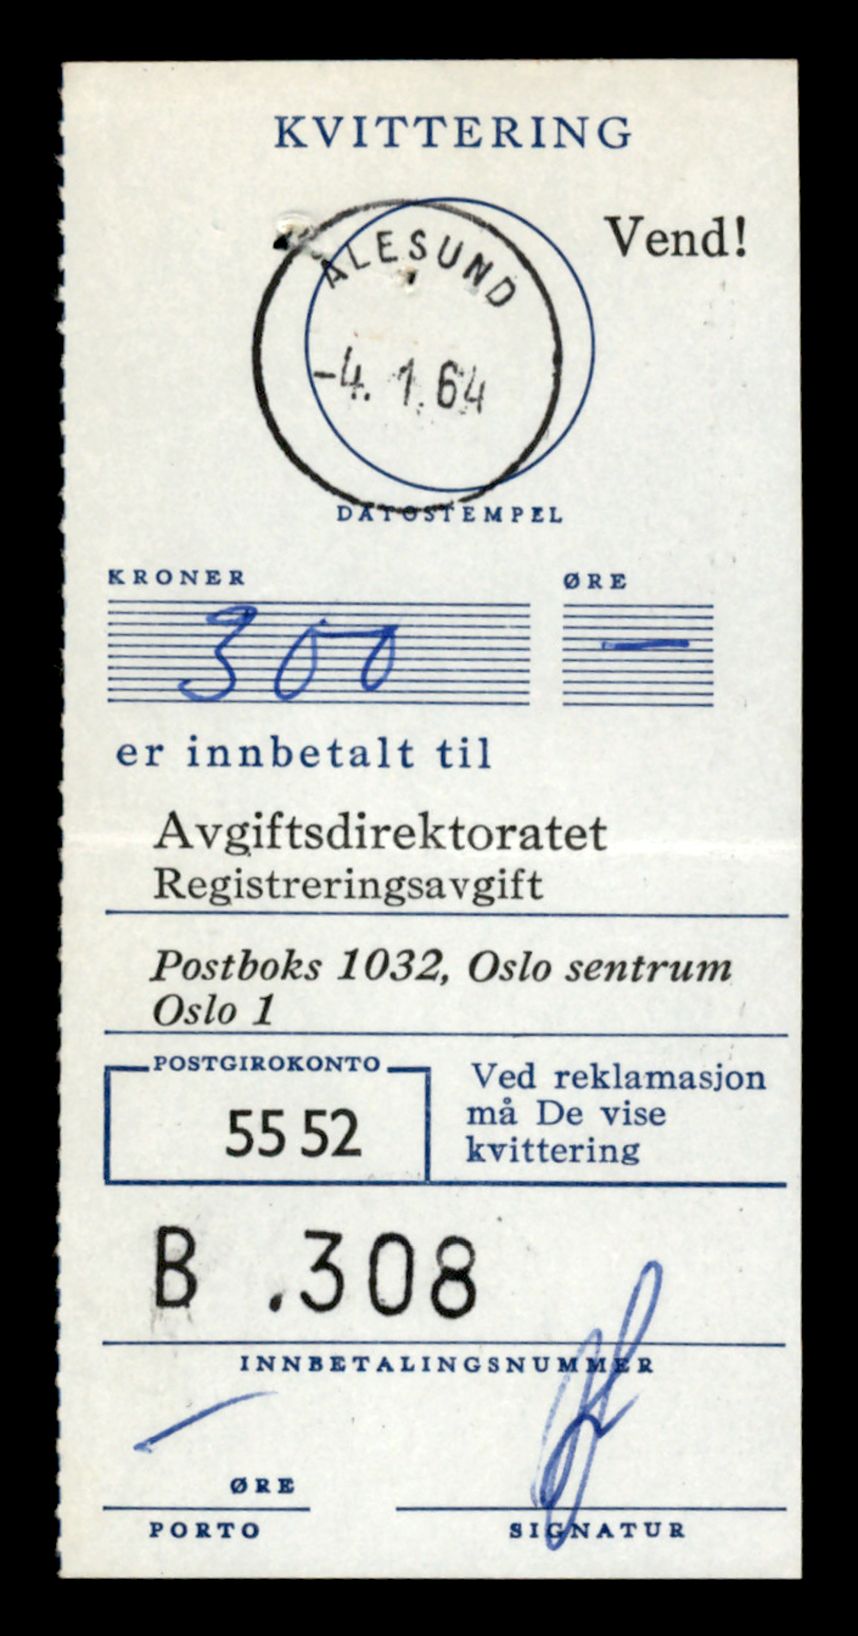 KVITTERING
Vend!
ÅLESUND
-4. 1. 64
DATOSTEMPEL
KRONER ØRE
300 —
er innbetalt til
Avgiftsdirektoratet
Registreringsavgift
Postboks 1032, Oslo sentrum
Oslo 1
POSTGIROKONTO
55 52
Ved reklamasjon
må De vise
kvittering
B .308
INNBETALINGSNUMMER
ØRE
PORTO SIGNATUR